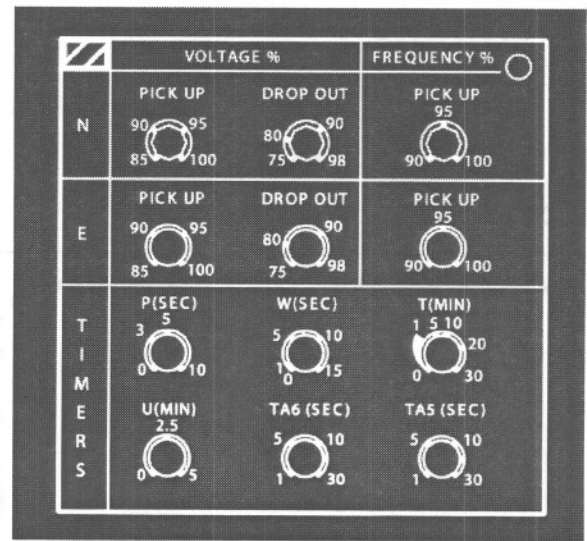 VOLTAGE % FREQUENCY %
N
PICK UP DROP OUT PICK UP
90 95 80 90 95
85 100 75 98 90 100
E
PICK UP DROP OUT PICK UP
90 95 80 90 95
85 100 75 98 90 100
TIMERS
P(SEC) W(SEC) T(MIN)
3 5 5 10 1 5 10 20
0 10 1 0 15 0 30
U(MIN) TA6 (SEC) TA5 (SEC)
2.5 5 10 5 10
0 5 1 30 1 30